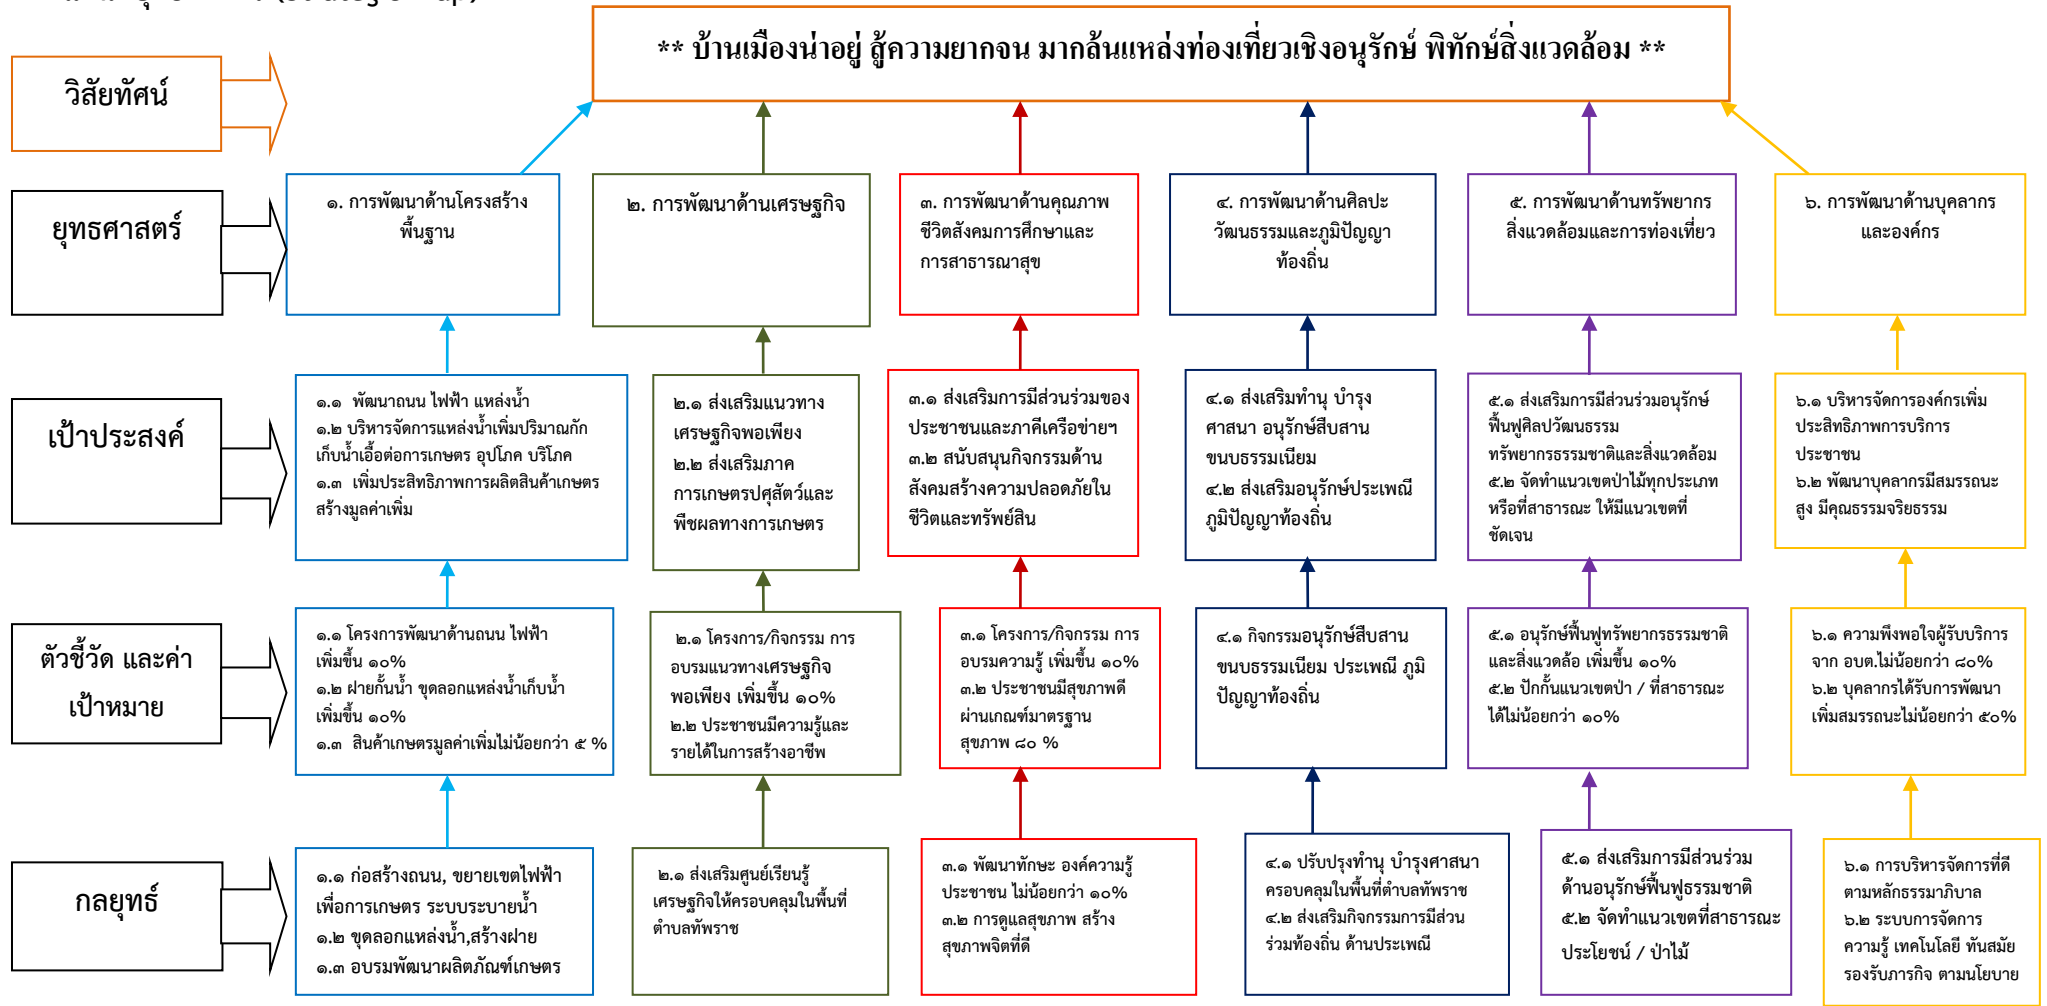 ** บ้านเมืองน่าอยู่ สู้ความยากจน มากล้นแหล่งท่องเที่ยวเชิงอนุรักษ์ พิทักษ์สิ่งแวดล้อม **
วิสัยทัศน์
ยุทธศาสตร์
๑. การพัฒนาด้านโครงสร้าง
พื้นฐาน
๒. การพัฒนาด้านเศรษฐกิจ
๓. การพัฒนาด้านคุณภาพ
ชีวิตสังคมการศึกษาและ
การสาธารณาสุข
๔. การพัฒนาด้านศิลปะ
วัฒนธรรมและภูมิปัญญา
ท้องถิ่น
๕. การพัฒนาด้านทรัพยากร
สิ่งแวดล้อมและการท่องเที่ยว
๖. การพัฒนาด้านบุคลากร
และองค์กร
เป้าประสงค์
๑.๑ พัฒนาถนน ไฟฟ้า แหล่งน้ำ
๑.๒ บริหารจัดการแหล่งน้ำเพิ่มปริมาณกัก
เก็บน้ำเอื้อต่อการเกษตร อุปโภค บริโภค
๑.๓ เพิ่มประสิทธิภาพการผลิตสินค้าเกษตร
สร้างมูลค่าเพิ่ม
๒.๑ ส่งเสริมแนวทาง
เศรษฐกิจพอเพียง
๒.๒ ส่งเสริมภาค
การเกษตรปศุสัตว์และ
พืชผลทางการเกษตร
๓.๑ ส่งเสริมการมีส่วนร่วมของ
ประชาชนและภาคีเครือข่ายฯ
๓.๒ สนับสนุนกิจกรรมด้าน
สังคมสร้างความปลอดภัยใน
ชีวิตและทรัพย์สิน
๔.๑ ส่งเสริมทำนุ บำรุง
ศาสนา อนุรักษ์สืบสาน
ขนบธรรมเนียม
๔.๒ ส่งเสริมอนุรักษ์ประเพณี
ภูมิปัญญาท้องถิ่น
๕.๑ ส่งเสริมการมีส่วนร่วมอนุรักษ์
ฟื้นฟูศิลปวัฒนธรรม
ทรัพยากรธรรมชาติและสิ่งแวดล้อม
๕.๒ จัดทำแนวเขตป่าไม้ทุกประเภท
หรือที่สาธารณะ ให้มีแนวเขตที่
ชัดเจน
๖.๑ บริหารจัดการองค์กรเพิ่ม
ประสิทธิภาพการบริการ
ประชาชน
๖.๒ พัฒนาบุคลากรมีสมรรถนะ
สูง มีคุณธรรมจริยธรรม
ตัวชี้วัด และค่า
เป้าหมาย
๑.๑ โครงการพัฒนาด้านถนน ไฟฟ้า
เพิ่มขึ้น ๑๐%
๑.๒ ฝายกั้นน้ำ ขุดลอกแหล่งน้ำเก็บน้ำ
เพิ่มขึ้น ๑๐%
๑.๓ สินค้าเกษตรมูลค่าเพิ่มไม่น้อยกว่า ๕ %
๒.๑ โครงการ/กิจกรรม การ
อบรมแนวทางเศรษฐกิจ
พอเพียง เพิ่มขึ้น ๑๐%
๒.๒ ประชาชนมีความรู้และ
รายได้ในการสร้างอาชีพ
๓.๑ โครงการ/กิจกรรม การ
อบรมความรู้ เพิ่มขึ้น ๑๐%
๓.๒ ประชาชนมีสุขภาพดี
ผ่านเกณฑ์มาตรฐาน
สุขภาพ ๘๐ %
๔.๑ กิจกรรมอนุรักษ์สืบสาน
ขนบธรรมเนียม ประเพณี ภูมิ
ปัญญาท้องถิ่น
๕.๑ อนุรักษ์ฟื้นฟูทรัพยากรธรรมชาติ
และสิ่งแวดล้อ เพิ่มขึ้น ๑๐%
๕.๒ ปักกั้นแนวเขตป่า / ที่สาธารณะ
ได้ไม่น้อยกว่า ๑๐%
๖.๑ ความพึงพอใจผู้รับบริการ
จาก อบต.ไม่น้อยกว่า ๘๐%
๖.๒ บุคลากรได้รับการพัฒนา
เพิ่มสมรรถนะไม่น้อยกว่า ๕๐%
กลยุทธ์
๑.๑ ก่อสร้างถนน, ขยายเขตไฟฟ้า
เพื่อการเกษตร ระบบระบายน้ำ
๑.๒ ขุดลอกแหล่งน้ำ,สร้างฝาย
๑.๓ อบรมพัฒนาผลิตภัณฑ์เกษตร
๒.๑ ส่งเสริมศูนย์เรียนรู้
เศรษฐกิจให้ครอบคลุมในพื้นที่
ตำบลทัพราช
๓.๑ พัฒนาทักษะ องค์ความรู้
ประชาชน ไม่น้อยกว่า ๑๐%
๓.๒ การดูแลสุขภาพ สร้าง
สุขภาพจิตที่ดี
๔.๑ ปรับปรุงทำนุ บำรุงศาสนา
ครอบคลุมในพื้นที่ตำบลทัพราช
๔.๒ ส่งเสริมกิจกรรมการมีส่วน
ร่วมท้องถิ่น ด้านประเพณี
๕.๑ ส่งเสริมการมีส่วนร่วม
ด้านอนุรักษ์ฟื้นฟูธรรมชาติ
๕.๒ จัดทำแนวเขตที่สาธารณะ
ประโยชน์ / ป่าไม้
๖.๑ การบริหารจัดการที่ดี
ตามหลักธรรมาภิบาล
๖.๒ ระบบการจัดการ
ความรู้ เทคโนโลยี ทันสมัย
รองรับภารกิจ ตามนโยบาย